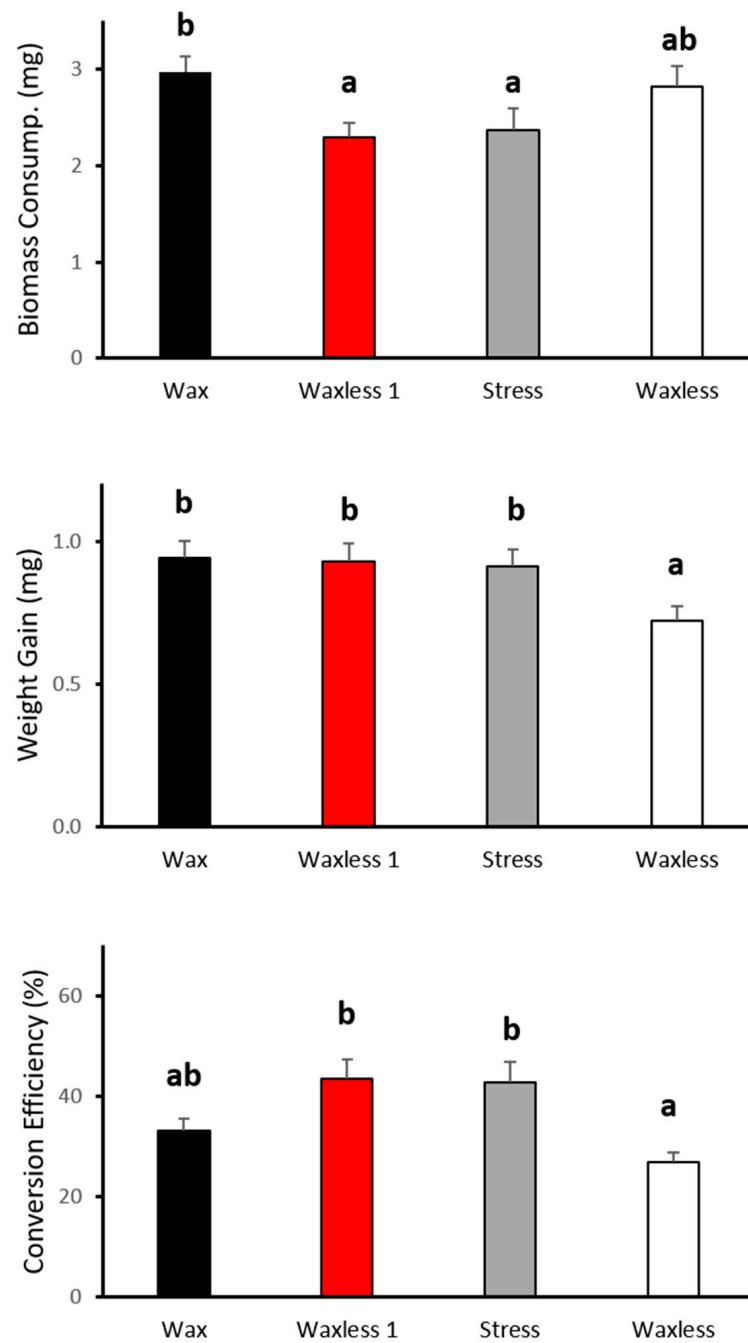 Biomass Consump. (mg)
3
2
1
0
b
a
a
ab
Wax
Waxless 1
Stress
Waxless
Weight Gain (mg)
1.0
0.5
0.0
b
b
b
a
Wax
Waxless 1
Stress
Waxless
Conversion Efficiency (%)
60
40
20
0
ab
b
b
a
Wax
Waxless 1
Stress
Waxless